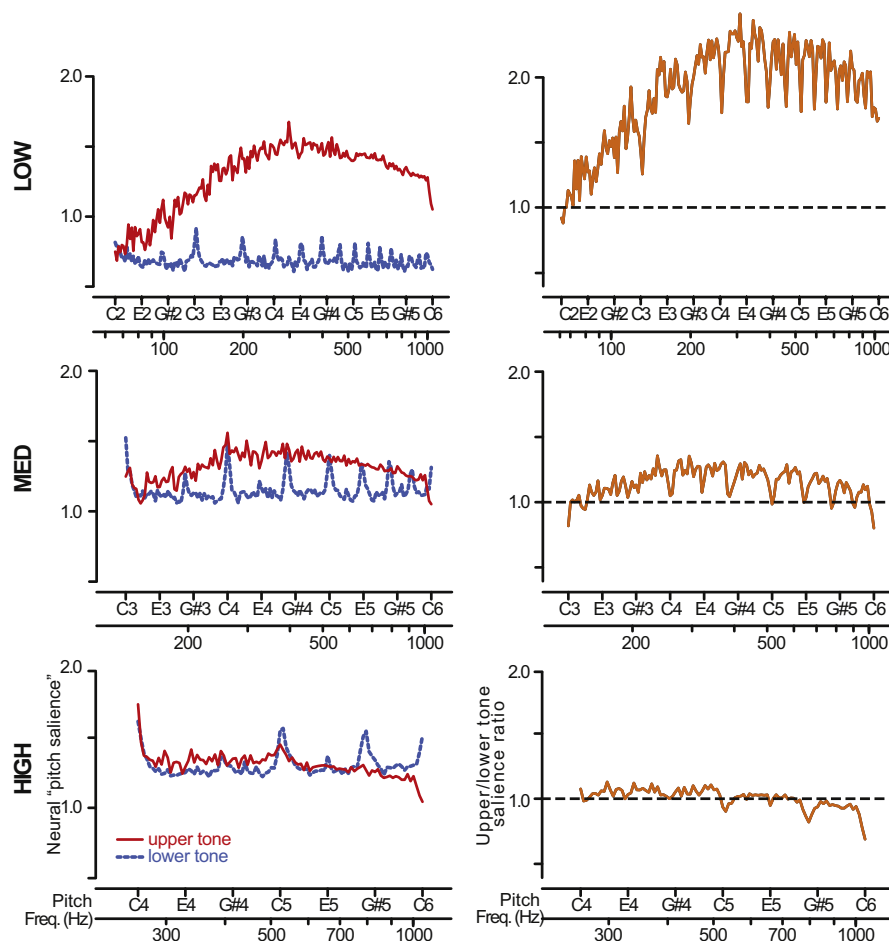 LOW
2.0
1.0
C2 E2 G#2 C3 E3 G#3 C4 E4 G#4 C5 E5 G#5 C6
100 200 500 1000
2.0
1.0
C2 E2 G#2 C3 E3 G#3 C4 E4 G#4 C5 E5 G#5 C6
100 200 500 1000
MED
2.0
1.0
C3 E3 G#3 C4 E4 G#4 C5 E5 G#5 C6
200 500 1000
2.0
1.0
C3 E3 G#3 C4 E4 G#4 C5 E5 G#5 C6
200 500 1000
HIGH
Neural "pitch salience"
2.0
1.0
upper tone
lower tone
Pitch C4 E4 G#4 C5 E5 G#5 C6
Freq. (Hz) 300 500 700 1000
Upper/lower tone
salience ratio
2.0
1.0
Pitch C4 E4 G#4 C5 E5 G#5 C6
Freq. (Hz) 300 500 700 1000